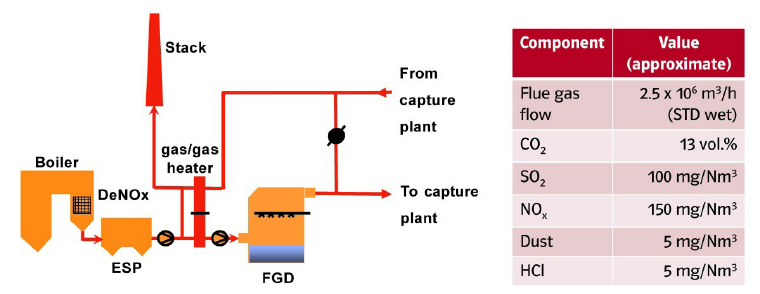 Stack
From
capture
plant
gas/gas
heater
Boiler
DeNOx
To capture
plant
ESP
FGD
Component Value
(approximate)
Flue gas
flow 2.5 x 10⁶ m³/h
(STD wet)
CO₂ 13 vol.%
SO₂ 100 mg/Nm³
NOₓ 150 mg/Nm³
Dust 5 mg/Nm³
HCl 5 mg/Nm³